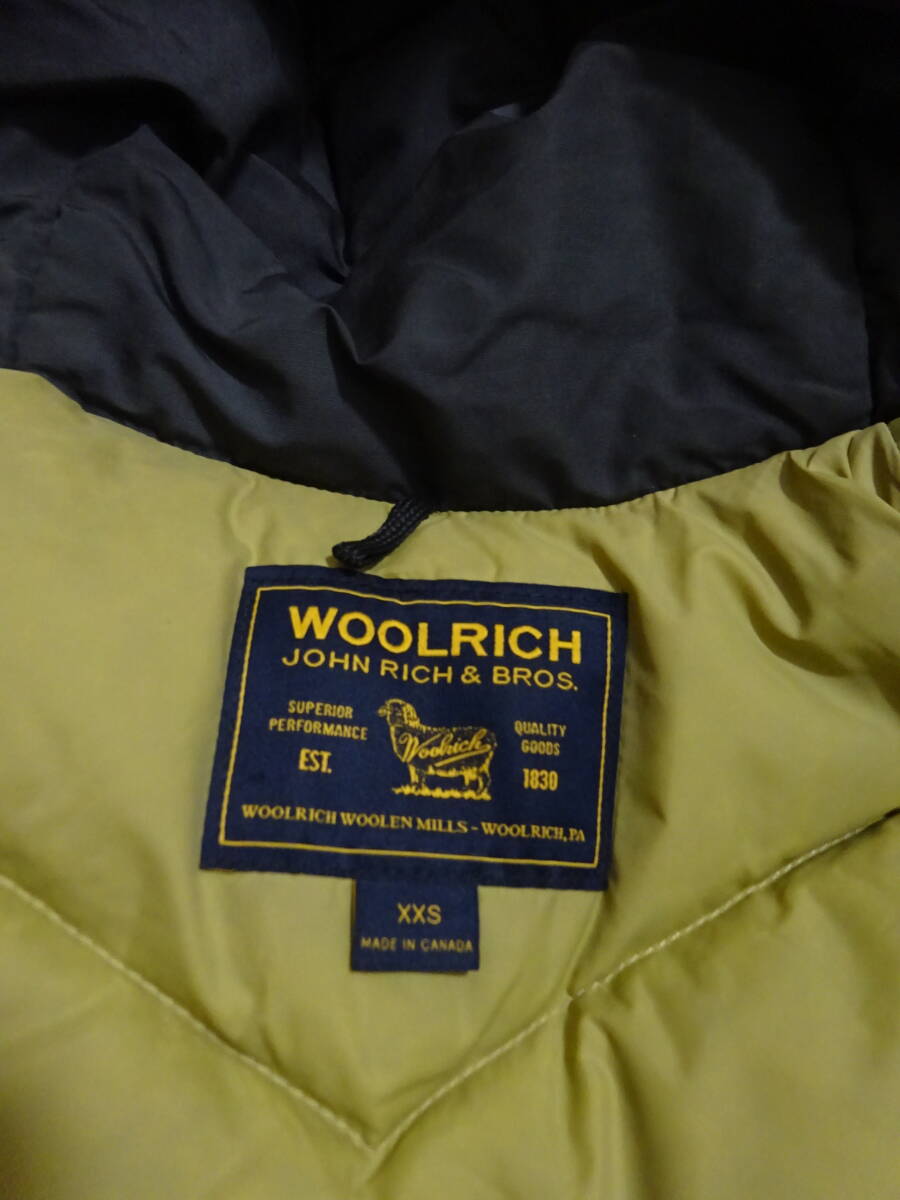 WOOLRICH
JOHN RICH & BROS.
SUPERIOR
PERFORMANCE
EST.
Woolrich
QUALITY
GOODS
1830
WOOLRICH WOOLEN MILLS - WOOLRICH, PA
XXS
MADE IN CANADA